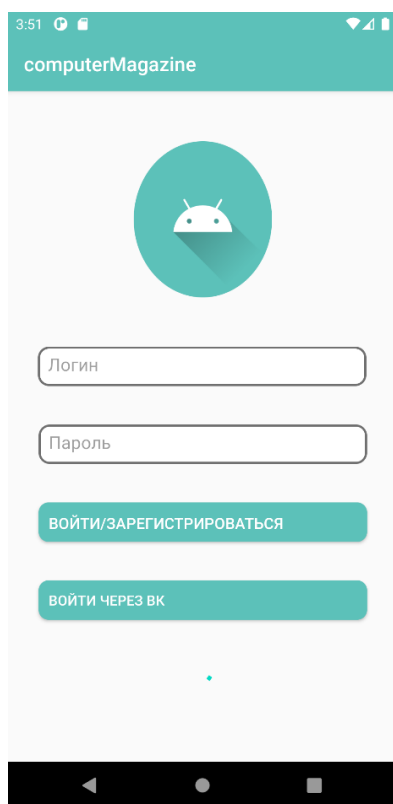 3:51
computerMagazine
Логин
Пароль
ВОЙТИ/ЗАРЕГИСТРИРОВАТЬСЯ
ВОЙТИ ЧЕРЕЗ ВК